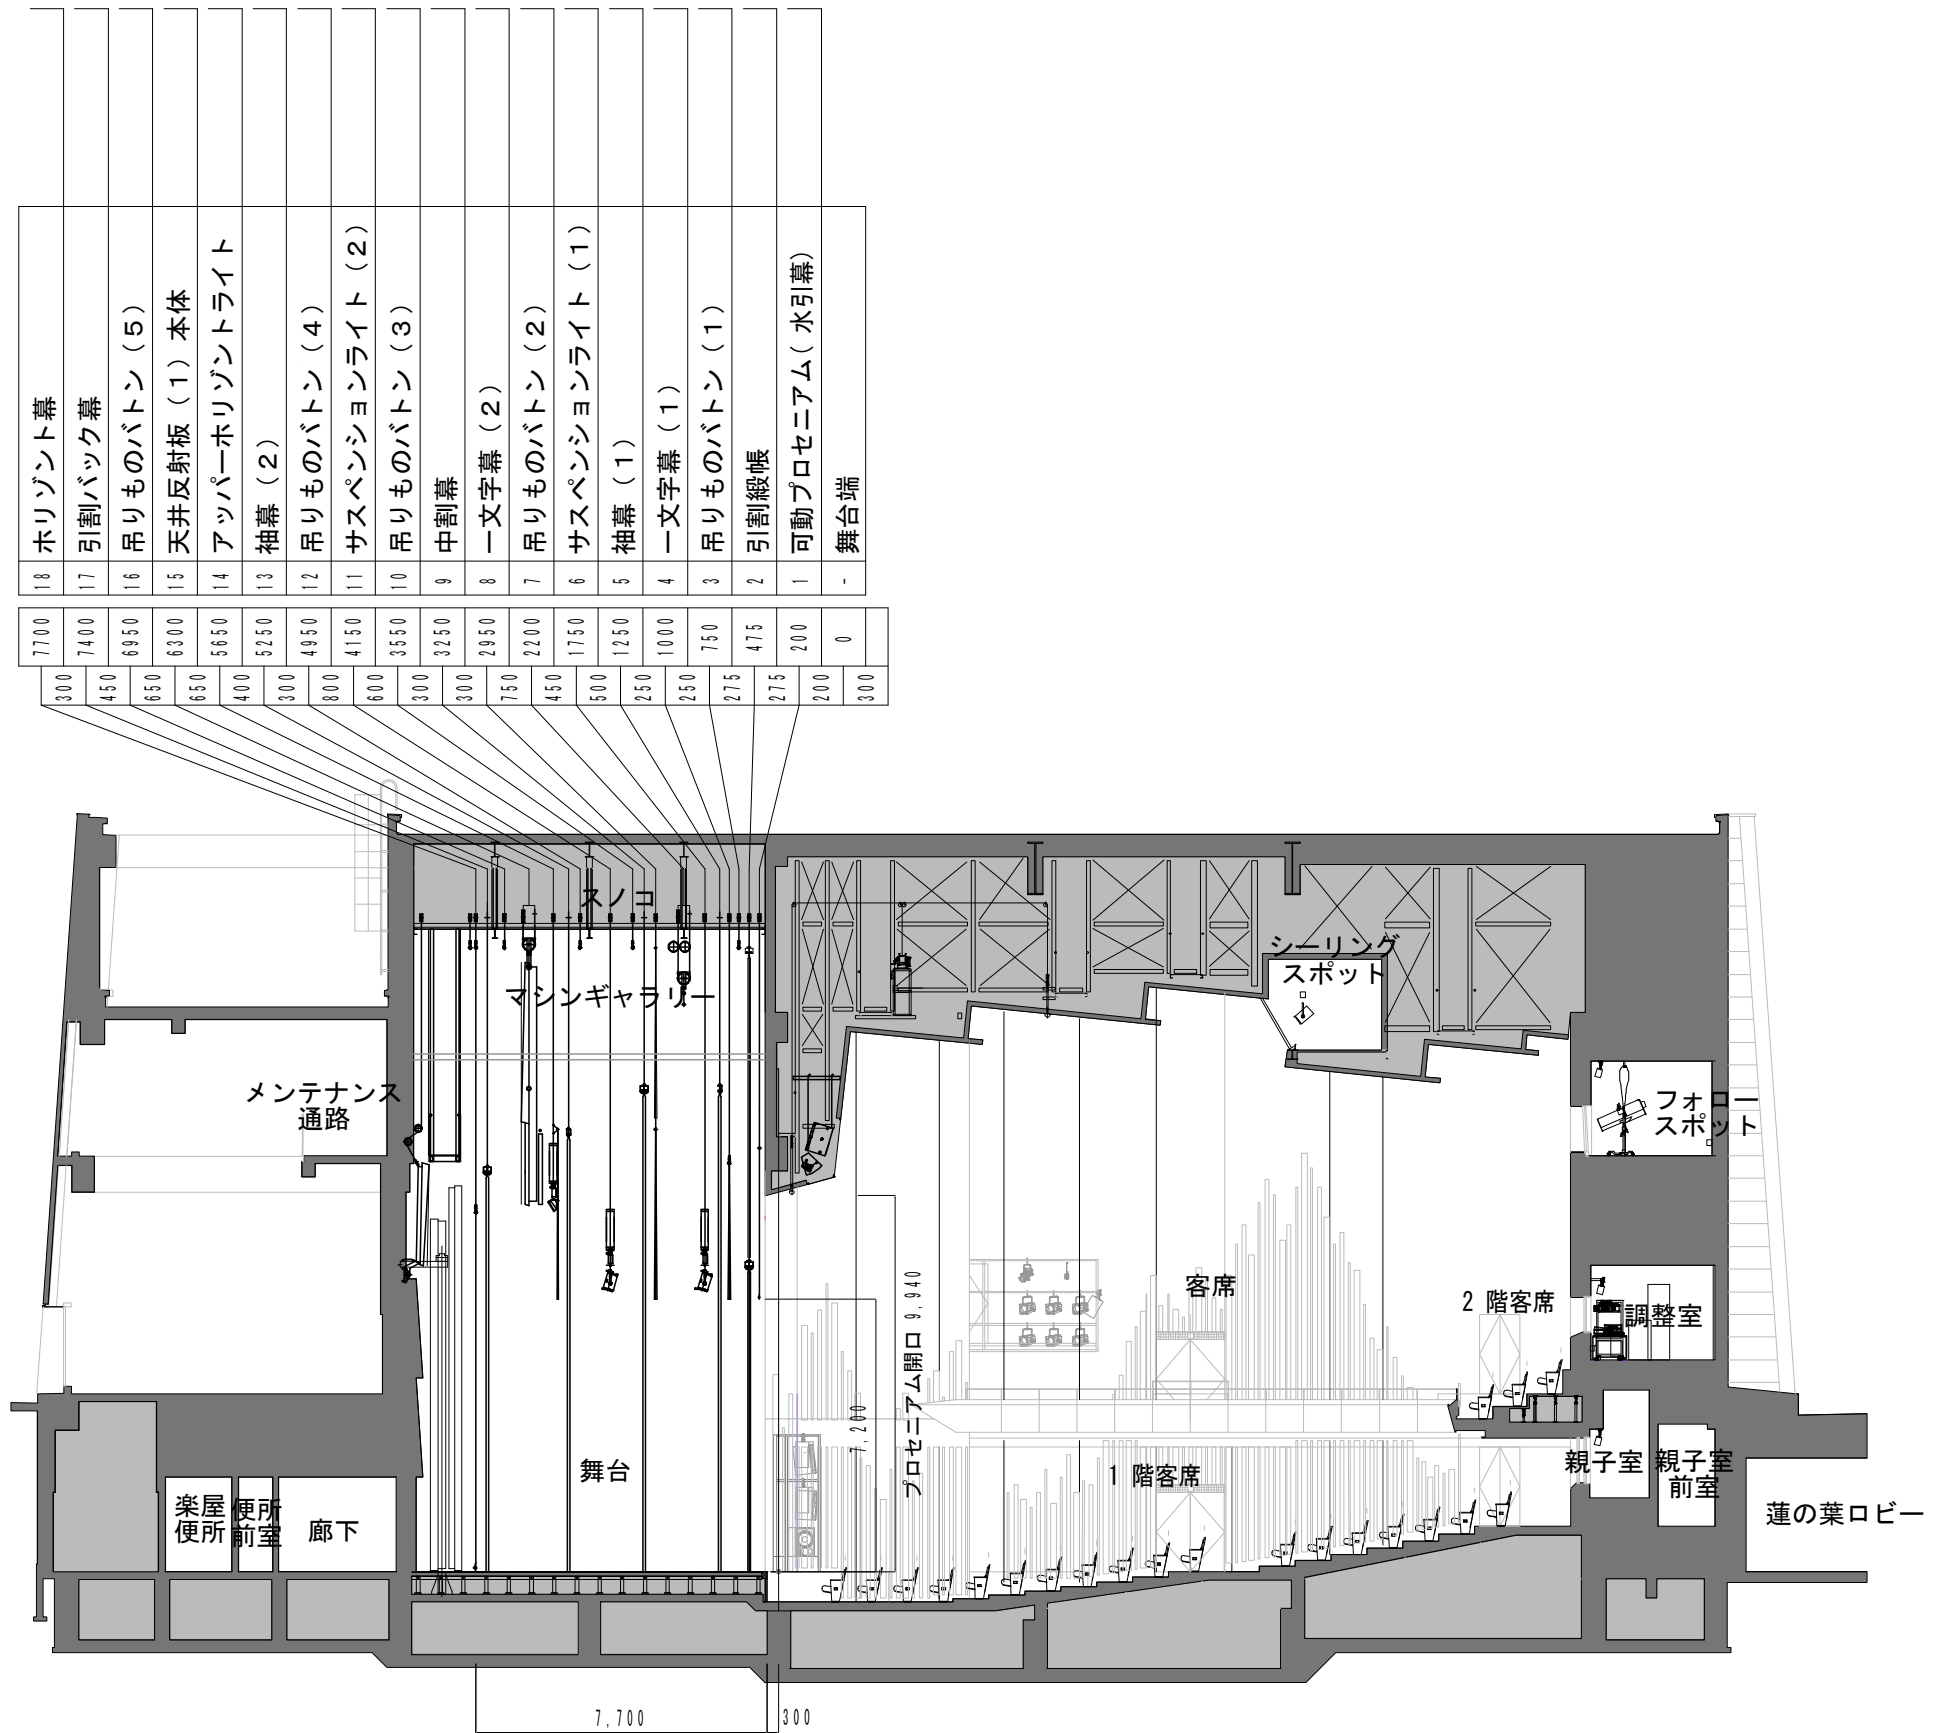 18 ホリゾント幕
17 引割バック幕
16 吊りものバトン（5）
15 天井反射板（1）本体
14 アッパーホリゾントライト
13 袖幕（2）
12 吊りものバトン（4）
11 サスペンションライト（2）
10 吊りものバトン（3）
9 中割幕
8 一文字幕（2）
7 吊りものバトン（2）
6 サスペンションライト（1）
5 袖幕（1）
4 一文字幕（1）
3 吊りものバトン（1）
2 引割緞帳
1 可動プロセニアム(水引幕)
- 舞台端
7700 7400 6950 6300 5650 5250 4950 4150 3550 3250 2950 2200 1750 1250 1000 750 475 200 0
300 450 650 650 400 300 800 600 300 300 750 450 500 250 250 275 275 200 300
スノコ
シーリング
スポット
マシンギャラリー
メンテナンス
通路
フォロー
スポット
客席
2 階客席
調整室
プロセニアム開口 9,940
7,200
舞台
1 階客席
親子室
親子室
前室
楽屋
便所
便所
前室
廊下
蓮の葉ロビー
7,700
300